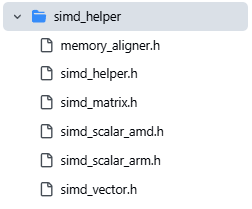 simd_helper
memory_aligner.h
simd_helper.h
simd_matrix.h
simd_scalar_amd.h
simd_scalar_arm.h
simd_vector.h